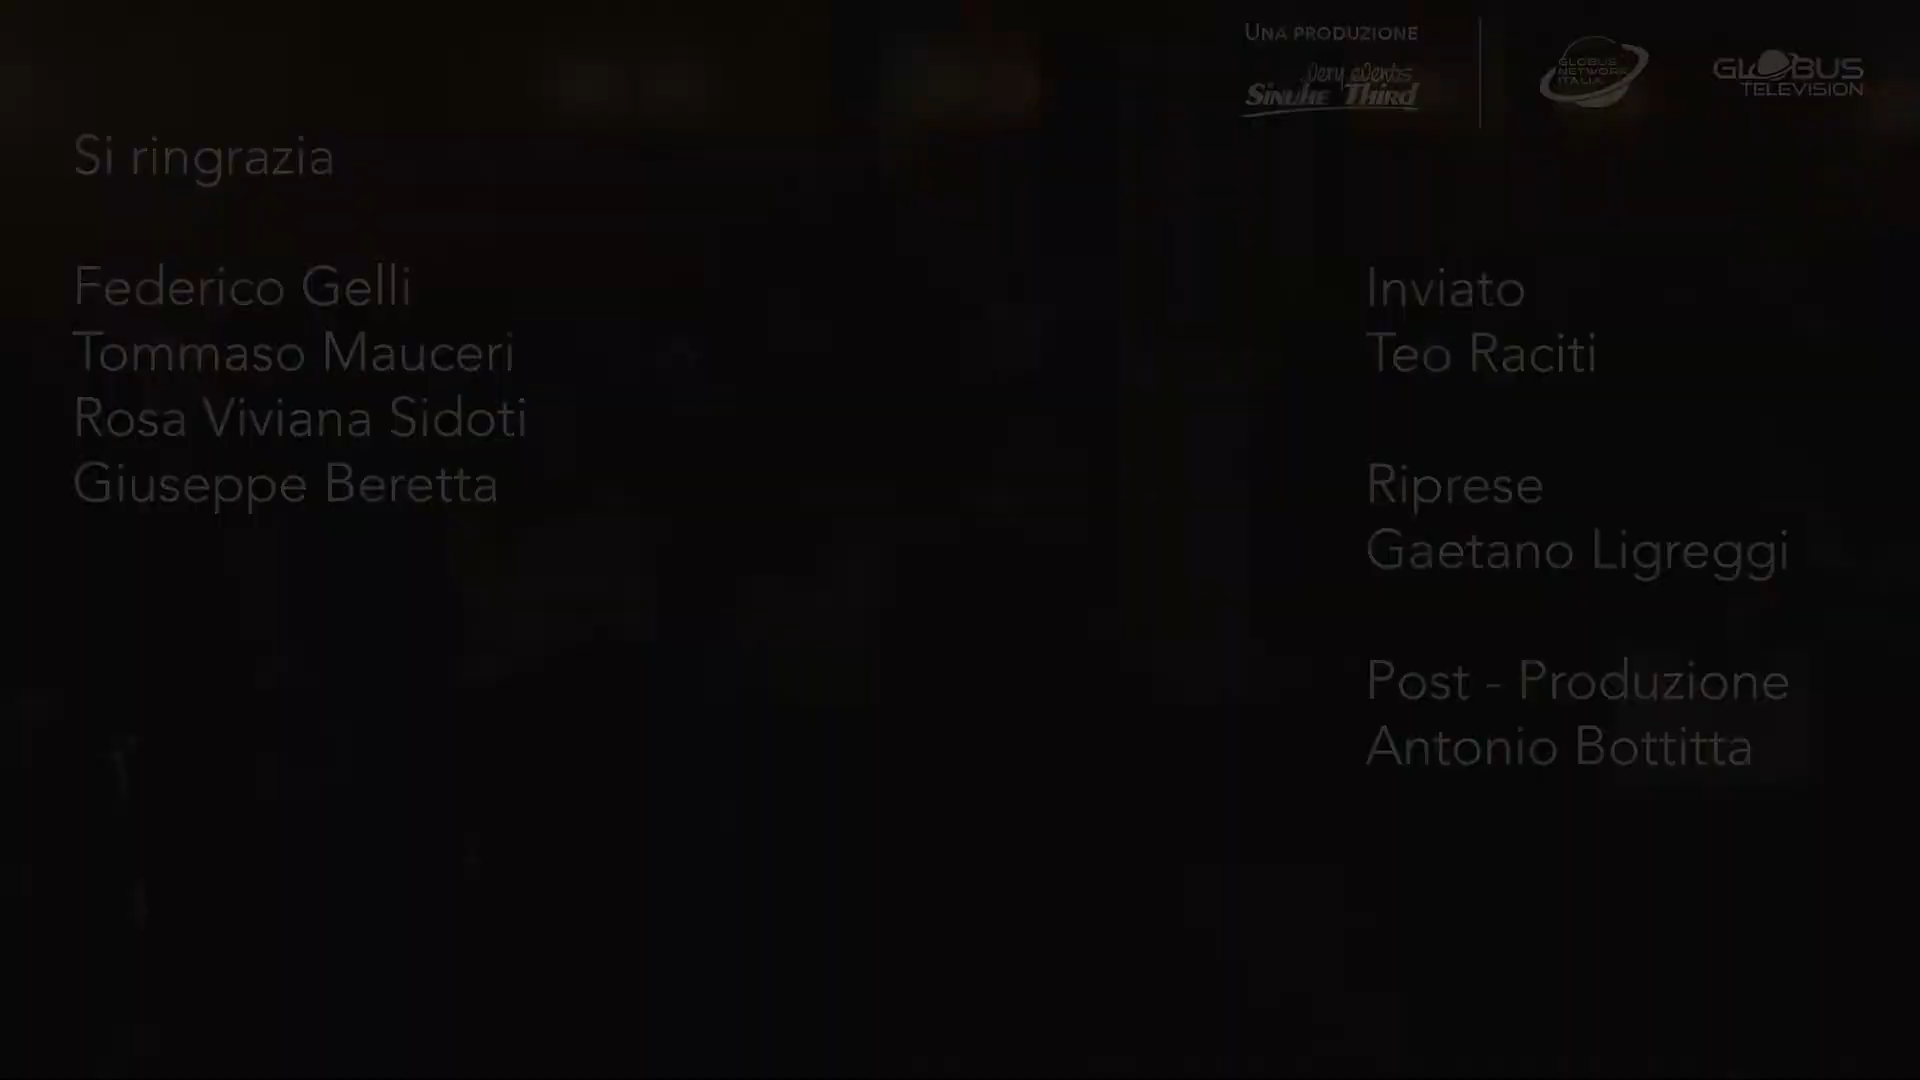 Una produzione
very events
Sinuhe Third
GLOBUS
NETWORK
ITALIA
GLOBUS
TELEVISION
Si ringrazia
Federico Gelli
Tommaso Mauceri
Rosa Viviana Sidoti
Giuseppe Beretta
Inviato
Teo Raciti
Riprese
Gaetano Ligreggi
Post - Produzione
Antonio Bottitta